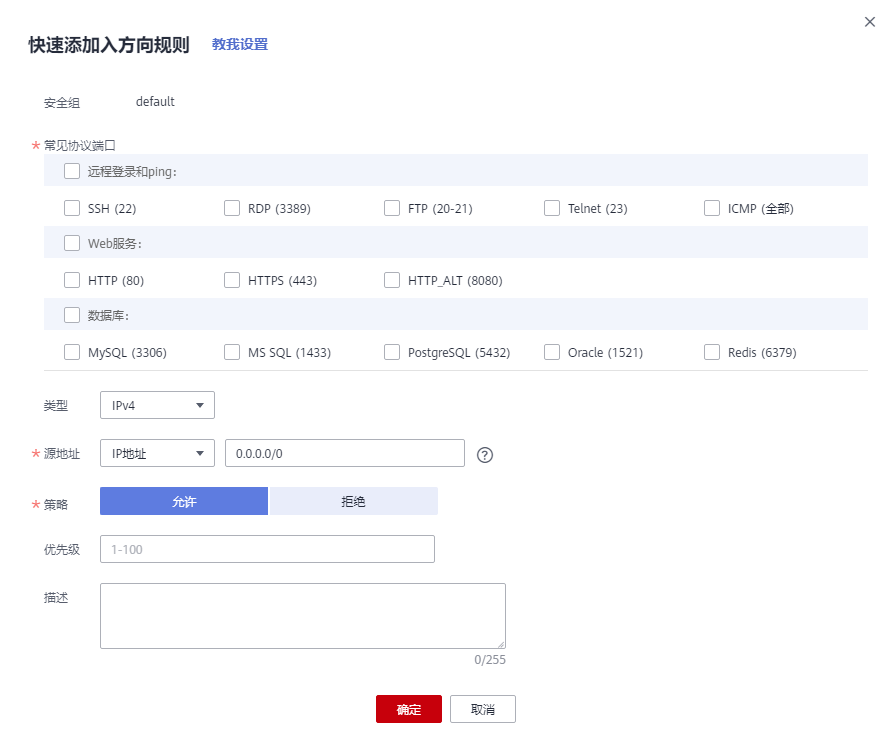 快速添加入方向规则 教我设置
安全组 default
* 常见协议端口
远程登录和ping:
SSH (22) RDP (3389) FTP (20-21) Telnet (23) ICMP (全部)
Web服务:
HTTP (80) HTTPS (443) HTTP_ALT (8080)
数据库:
MySQL (3306) MS SQL (1433) PostgreSQL (5432) Oracle (1521) Redis (6379)
类型 IPv4
* 源地址 IP地址 0.0.0.0/0 ?
* 策略 允许 拒绝
优先级 1-100
描述
0/255
确定 取消